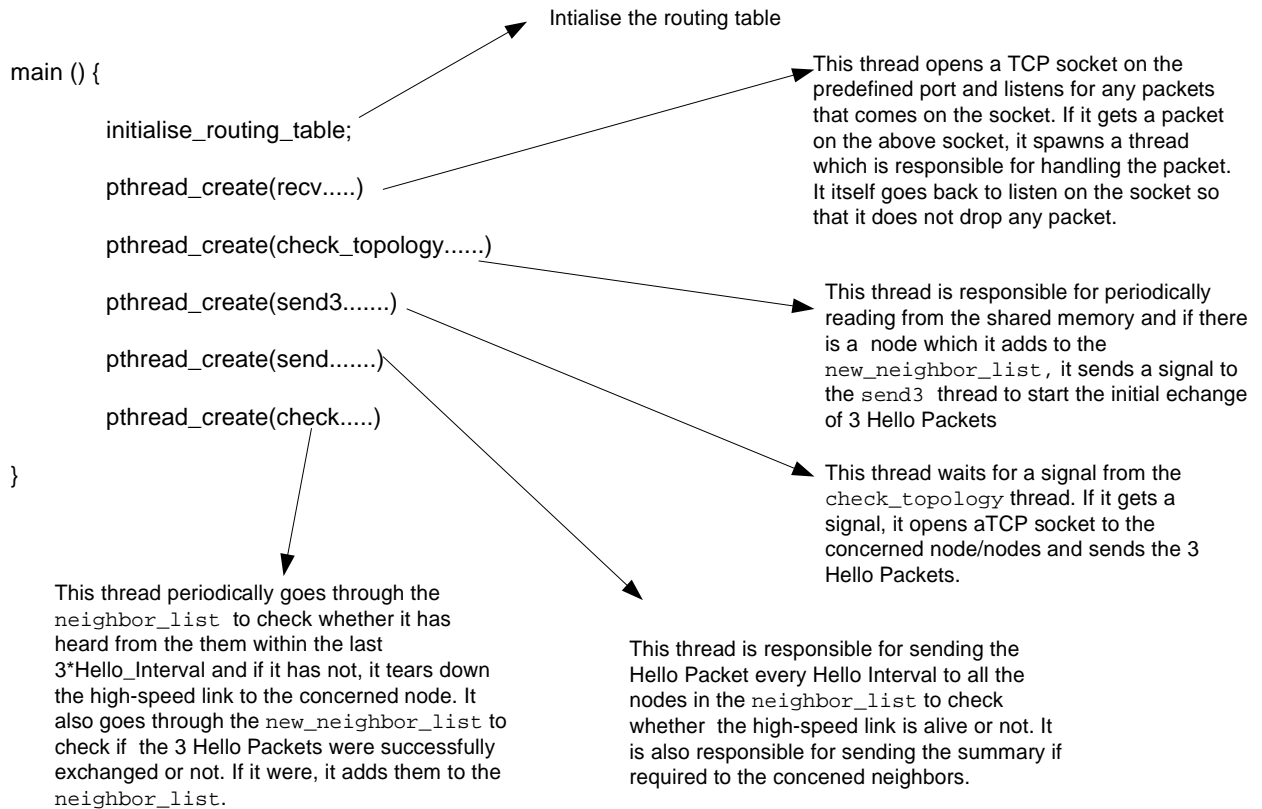 Intialise the routing table
main () {
initialise_routing_table;
pthread_create(recv.....)
pthread_create(check_topology......)
pthread_create(send3.......)
pthread_create(send.......)
pthread_create(check.....)
}
This thread opens a TCP socket on the
predefined port and listens for any packets
that comes on the socket. If it gets a packet
on the above socket, it spawns a thread
which is responsible for handling the packet.
It itself goes back to listen on the socket so
that it does not drop any packet.
This thread is responsible for periodically
reading from the shared memory and if there
is a node which it adds to the
new_neighbor_list, it sends a signal to
the send3 thread to start the initial echange
of 3 Hello Packets
This thread waits for a signal from the
check_topology thread. If it gets a
signal, it opens aTCP socket to the
concerned node/nodes and sends the 3
Hello Packets.
This thread periodically goes through the
neighbor_list to check whether it has
heard from the them within the last
3*Hello_Interval and if it has not, it tears down
the high-speed link to the concerned node. It
also goes through the new_neighbor_list to
check if the 3 Hello Packets were successfully
exchanged or not. If it were, it adds them to the
neighbor_list.
This thread is responsible for sending the
Hello Packet every Hello Interval to all the
nodes in the neighbor_list to check
whether the high-speed link is alive or not. It
is also responsible for sending the summary if
required to the concened neighbors.